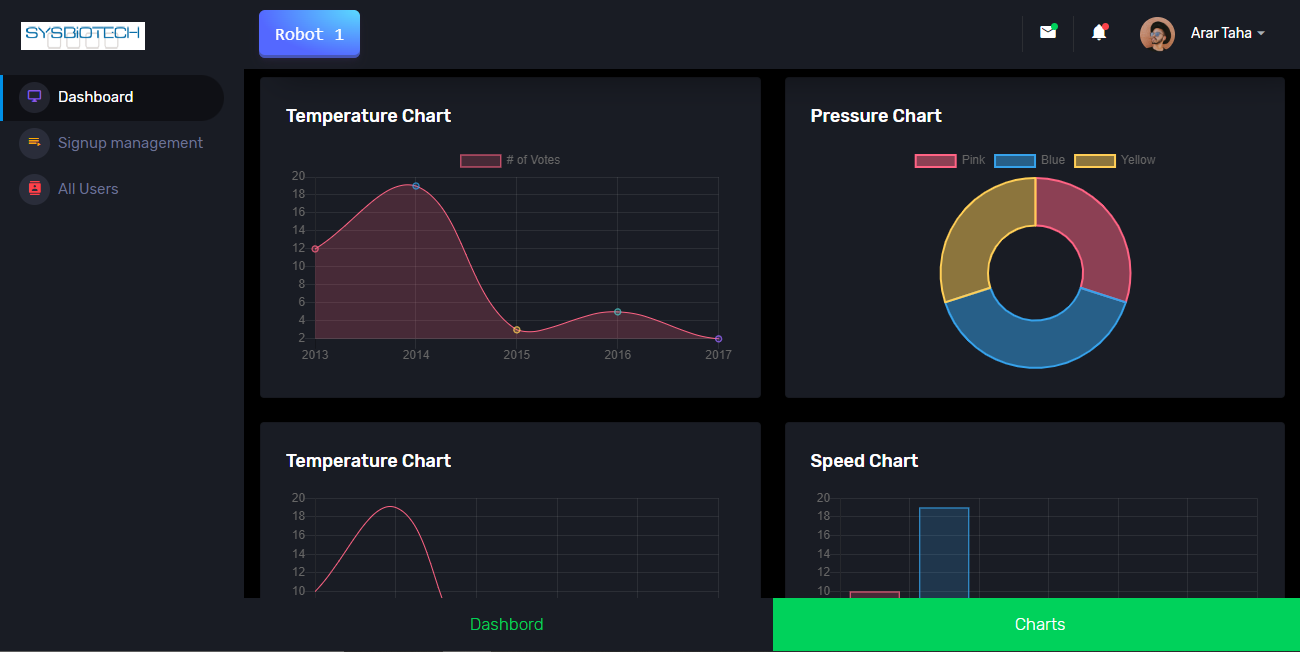 SYSBIOTECH
Robot 1
Arar Taha
Dashboard
Signup management
All Users
Temperature Chart
# of Votes
20
18
16
14
12
10
8
6
4
2
2013 2014 2015 2016 2017
Pressure Chart
Pink Blue Yellow
Temperature Chart
20
18
16
14
12
10
Speed Chart
20
18
16
14
12
10
Dashbord
Charts